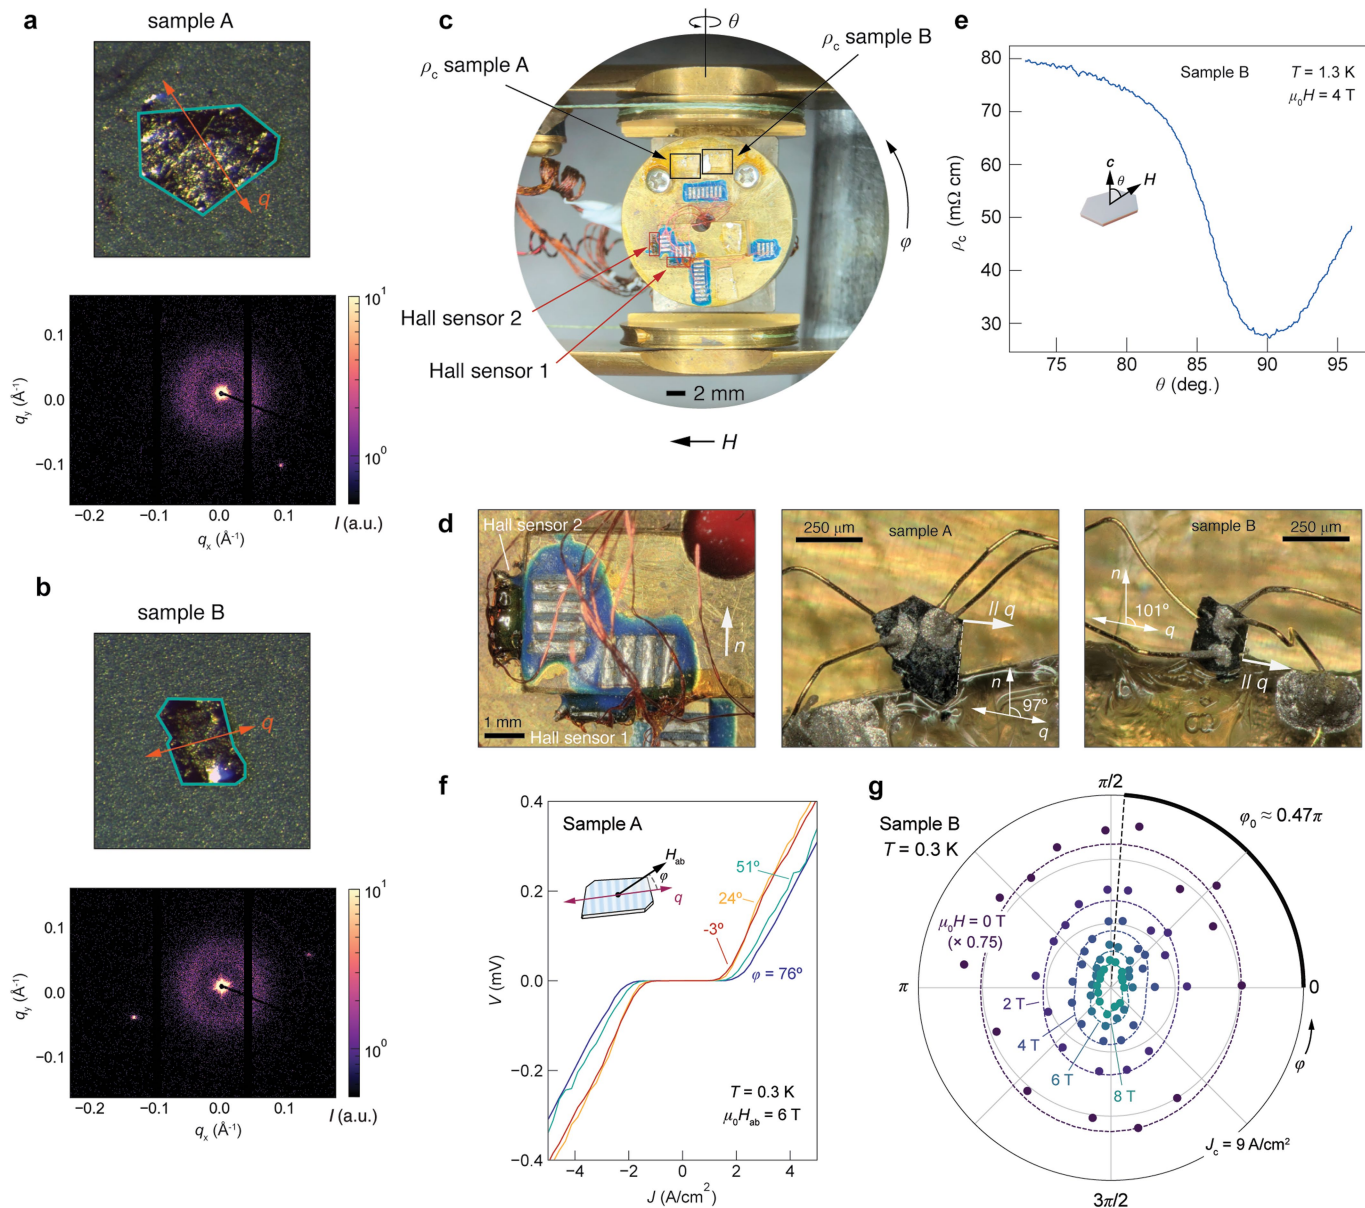 a
sample A
q
0.1
0.0
−0.1
q_y (Å⁻¹)
−0.2
−0.1
0.0
0.1
q_x (Å⁻¹)
10¹
10⁰
I (a.u.)
b
sample B
q
0.1
0.0
−0.1
q_y (Å⁻¹)
−0.2
−0.1
0.0
0.1
q_x (Å⁻¹)
10¹
10⁰
I (a.u.)
c
θ
ρ_c sample A
ρ_c sample B
φ
Hall sensor 2
Hall sensor 1
2 mm
H
d
Hall sensor 2
n
1 mm
Hall sensor 1
250 μm
sample A
// q
n
97º
q
sample B
250 μm
n
101º
q
// q
e
Sample B
T = 1.3 K
μ₀H = 4 T
c
θ
H
80
70
60
50
40
30
ρ_c (mΩ cm)
75
80
85
90
95
θ (deg.)
f
Sample A
H_ab
φ
q
51º
24º
-3º
φ = 76º
T = 0.3 K
μ₀H_ab = 6 T
0.4
0.2
0.0
−0.2
−0.4
V (mV)
−4
−2
0
2
4
J (A/cm²)
g
Sample B
T = 0.3 K
π/2
φ₀ ≈ 0.47π
μ₀H = 0 T
(× 0.75)
π
0
2 T
4 T
6 T
8 T
φ
J_c = 9 A/cm²
3π/2